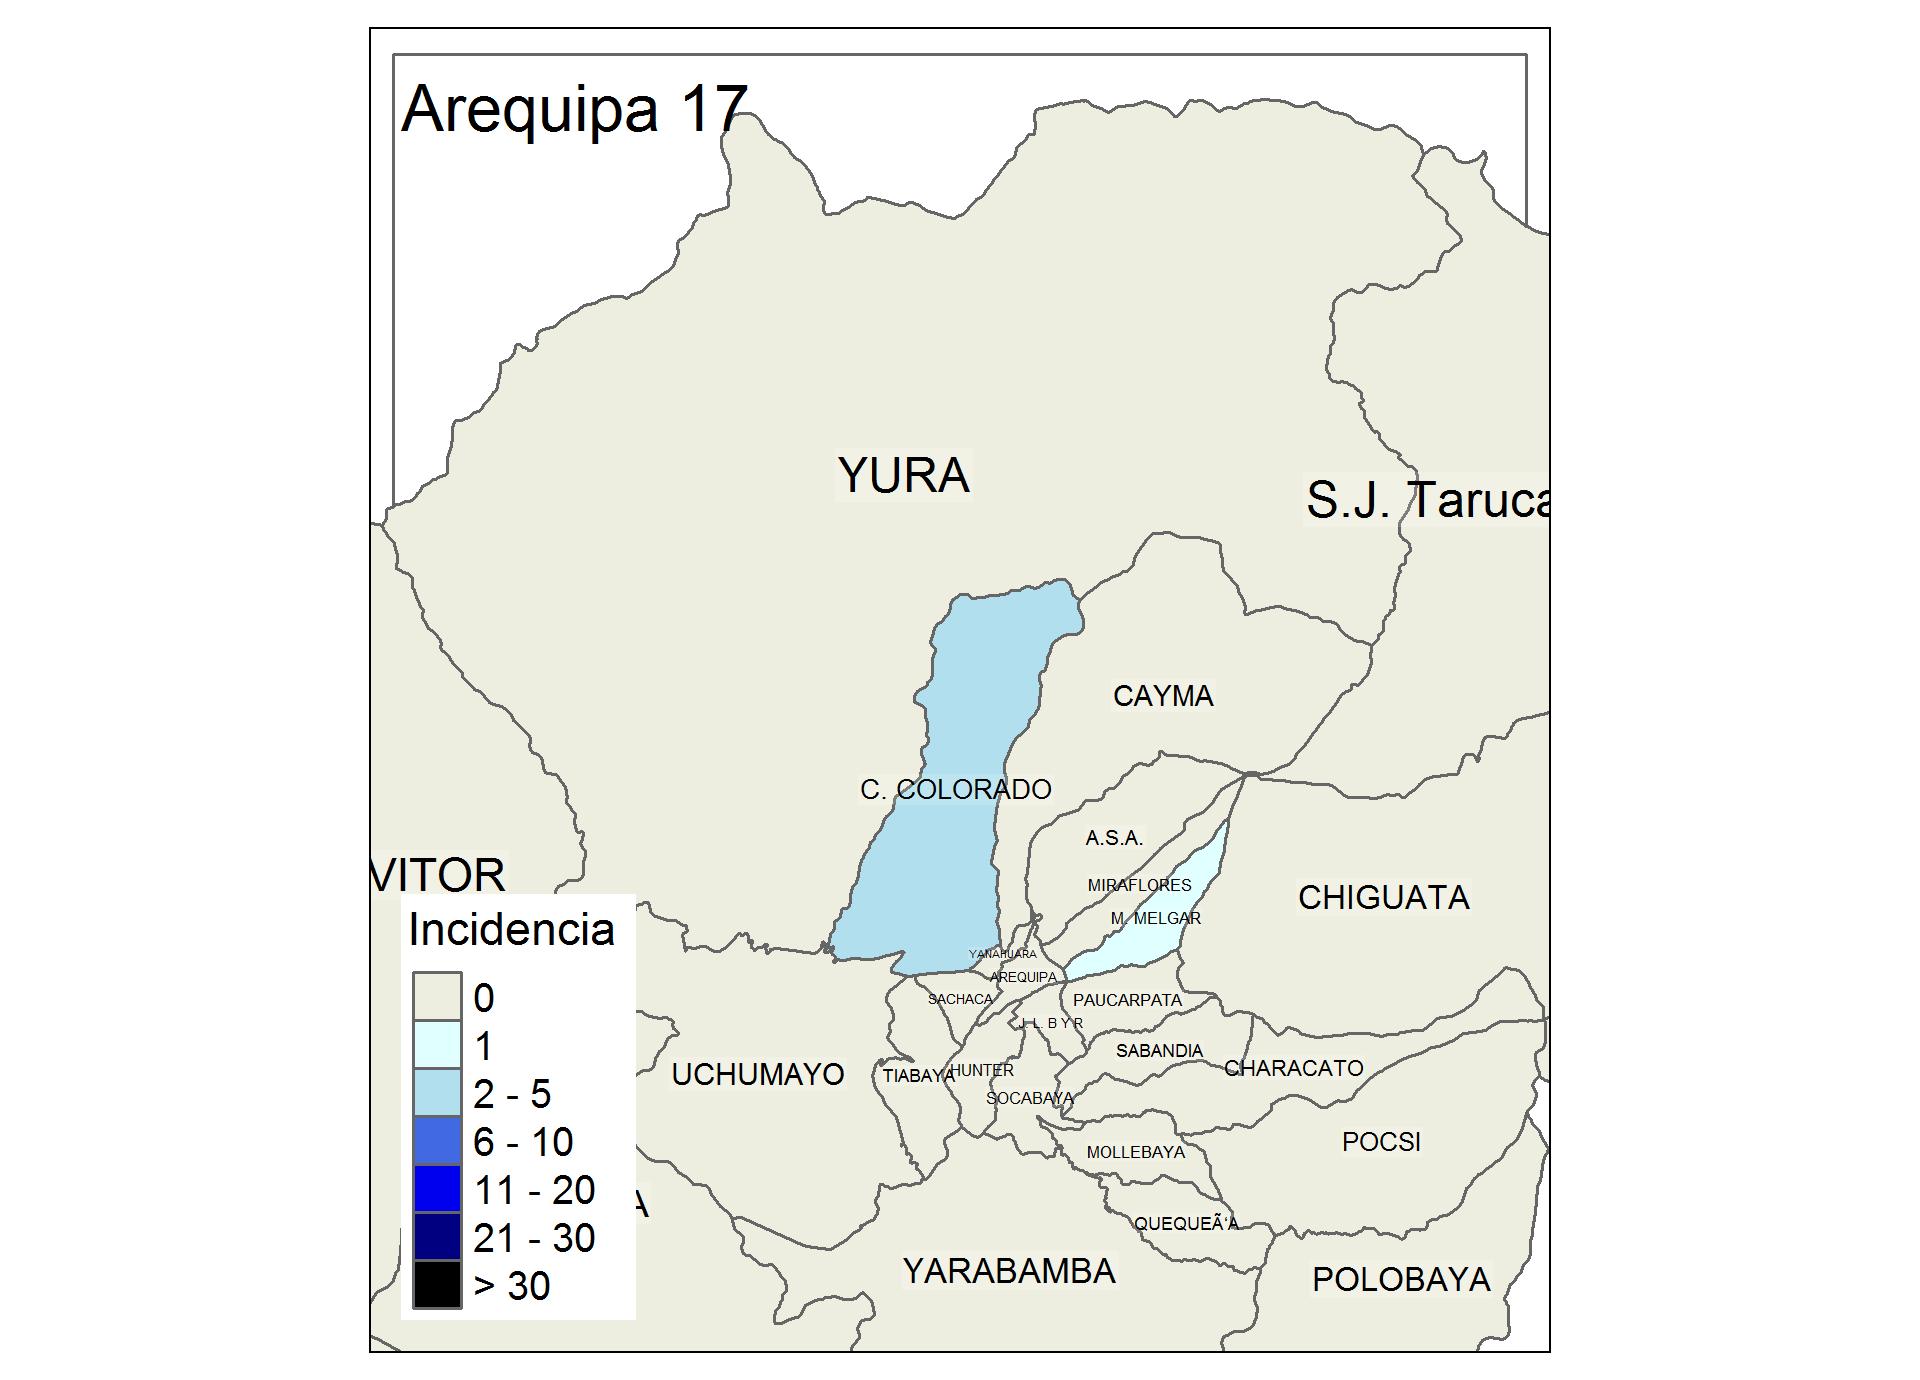 Arequipa 17
YURA
S.J. Taruca
CAYMA
C. COLORADO
A.S.A.
VITOR
MIRAFLORES
CHIGUATA
M. MELGAR
Incidencia
YANAHUARA
AREQUIPA
0
SACHACA
PAUCARPATA
J. L. B Y R
1
SABANDIA
UCHUMAYO
TIABAYA
HUNTER
CHARACATO
2 - 5
SOCABAYA
6 - 10
POCSI
MOLLEBAYA
11 - 20
A
QUEQUEÃ‘A
21 - 30
YARABAMBA
POLOBAYA
> 30